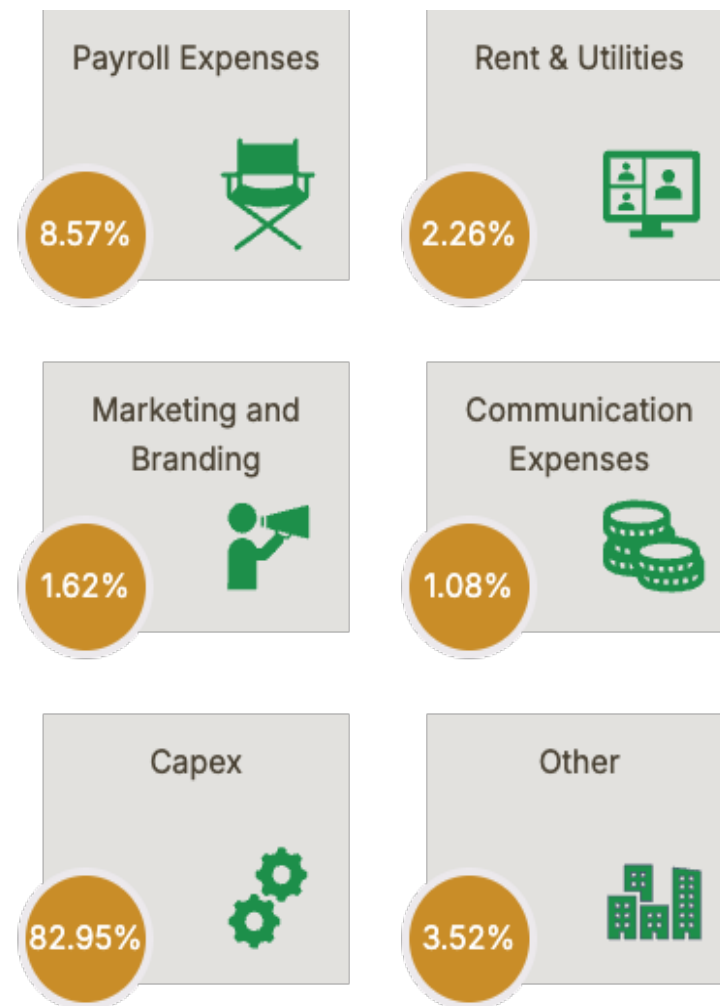 Payroll Expenses
8.57%
Rent & Utilities
2.26%
Marketing and
Branding
1.62%
Communication
Expenses
1.08%
Capex
82.95%
Other
3.52%